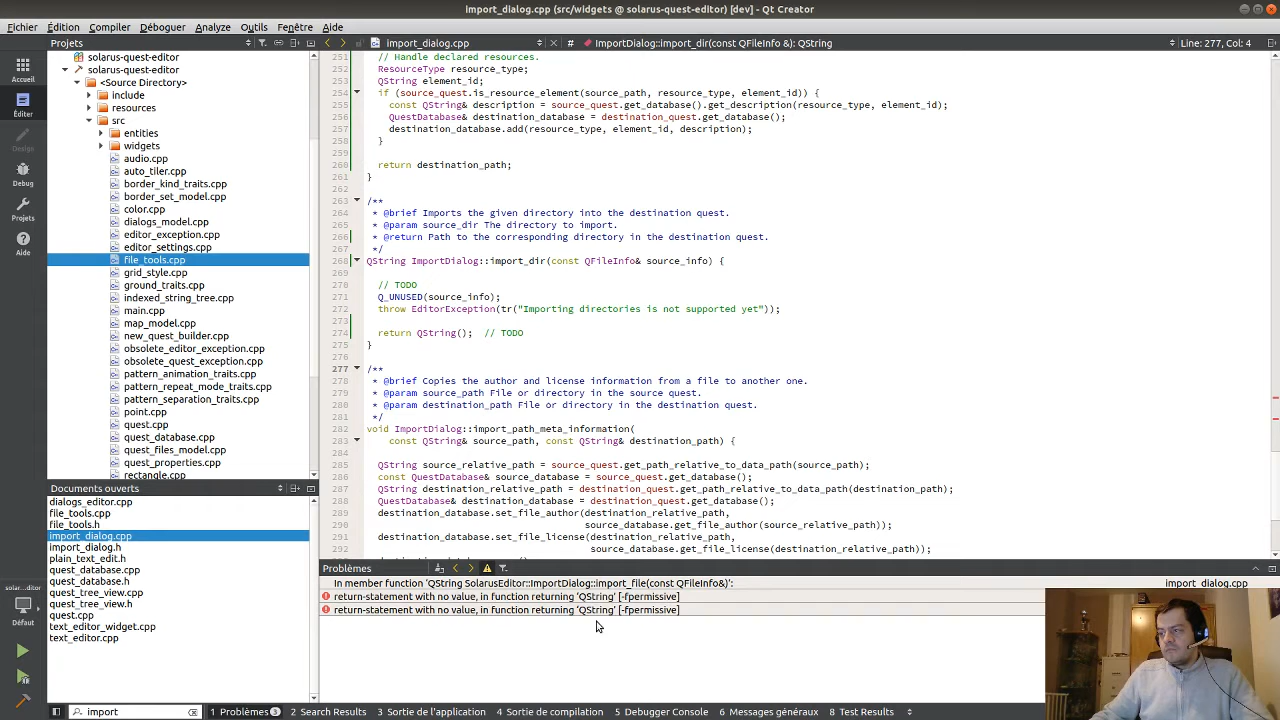 import_dialog.cpp (src/widgets @ solarus-quest-editor) [dev] - Qt Creator
Fichier Édition Compiler Déboguer Analyze Outils Fenêtre Aide
Projets
import_dialog.cpp
# ImportDialog::import_dir(const QFileInfo &): QString
Line: 277, Col: 4
Accueil
Éditer
Design
Debug
Projets
Aide
solar...-editor
Défaut
solarus-quest-editor
solarus-quest-editor
<Source Directory>
include
resources
src
entities
widgets
audio.cpp
auto_tiler.cpp
border_kind_traits.cpp
border_set_model.cpp
color.cpp
dialogs_model.cpp
editor_exception.cpp
editor_settings.cpp
file_tools.cpp
grid_style.cpp
ground_traits.cpp
indexed_string_tree.cpp
main.cpp
map_model.cpp
new_quest_builder.cpp
obsolete_editor_exception.cpp
obsolete_quest_exception.cpp
pattern_animation_traits.cpp
pattern_repeat_mode_traits.cpp
pattern_separation_traits.cpp
point.cpp
quest.cpp
quest_database.cpp
quest_files_model.cpp
quest_properties.cpp
rectangle.cpp
Documents ouverts
dialogs_editor.cpp
file_tools.cpp
file_tools.h
import_dialog.cpp
import_dialog.h
plain_text_edit.h
quest_database.cpp
quest_database.h
quest_tree_view.cpp
quest_tree_view.h
quest.cpp
text_editor_widget.cpp
text_editor.cpp
251 // Handle declared resources.
252 ResourceType resource_type;
253 QString element_id;
254 if (source_quest.is_resource_element(source_path, resource_type, element_id)) {
255 const QString& description = source_quest.get_database().get_description(resource_type, element_id);
256 QuestDatabase& destination_database = destination_quest.get_database();
257 destination_database.add(resource_type, element_id, description);
258 }
259
260 return destination_path;
261 }
262
263 /**
264 * @brief Imports the given directory into the destination quest.
265 * @param source_dir The directory to import.
266 * @return Path to the corresponding directory in the destination quest.
267 */
268 QString ImportDialog::import_dir(const QFileInfo& source_info) {
269
270 // TODO
271 Q_UNUSED(source_info);
272 throw EditorException(tr("Importing directories is not supported yet"));
273
274 return QString(); // TODO
275 }
276
277 /**
278 * @brief Copies the author and license information from a file to another one.
279 * @param source_path File or directory in the source quest.
280 * @param destination_path File or directory in the destination quest.
281 */
282 void ImportDialog::import_path_meta_information(
283 const QString& source_path, const QString& destination_path) {
284
285 QString source_relative_path = source_quest.get_path_relative_to_data_path(source_path);
286 const QuestDatabase& source_database = source_quest.get_database();
287 QString destination_relative_path = destination_quest.get_path_relative_to_data_path(destination_path);
288 QuestDatabase& destination_database = destination_quest.get_database();
289 destination_database.set_file_author(destination_relative_path,
290 source_database.get_file_author(source_relative_path));
291 destination_database.set_file_license(destination_relative_path,
292 source_database.get_file_license(source_relative_path));
Problèmes
In member function 'QString SolarusEditor::ImportDialog::import_file(const QFileInfo&)': import_dialog.cpp
return-statement with no value, in function returning 'QString' [-fpermissive]
return-statement with no value, in function returning 'QString' [-fpermissive]
import
1 Problèmes 2 Search Results 3 Sortie de l'application 4 Sortie de compilation 5 Debugger Console 6 Messages généraux 8 Test Results